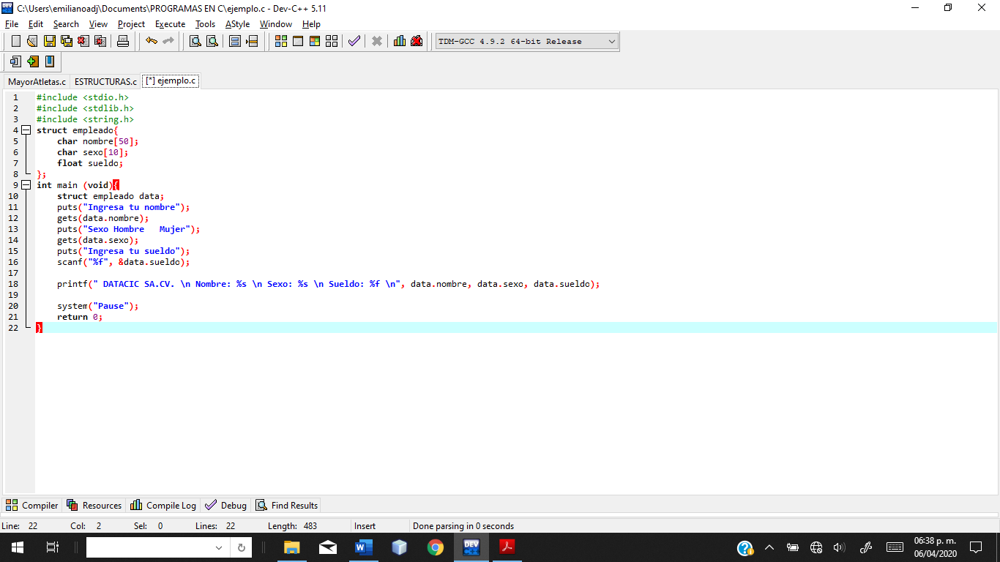 C:\Users\emilianoadj\Documents\PROGRAMAS EN C\ejemplo.c - Dev-C++ 5.11
File Edit Search View Project Execute Tools AStyle Window Help
TDM-GCC 4.9.2 64-bit Release
MayorAtletas.c ESTRUCTURAS.c [*] ejemplo.c
1 #include <stdio.h>
2 #include <stdlib.h>
3 #include <string.h>
4 struct empleado{
5 char nombre[50];
6 char sexo[10];
7 float sueldo;
8 };
9 int main (void){
10 struct empleado data;
11 puts("Ingresa tu nombre");
12 gets(data.nombre);
13 puts("Sexo Hombre   Mujer");
14 gets(data.sexo);
15 puts("Ingresa tu sueldo");
16 scanf("%f", &data.sueldo);
17
18 printf(" DATACIC SA.CV. \n Nombre: %s \n Sexo: %s \n Sueldo: %f \n", data.nombre, data.sexo, data.sueldo);
19
20 system("Pause");
21 return 0;
22 }
Compiler Resources Compile Log Debug Find Results
Line: 22 Col: 2 Sel: 0 Lines: 22 Length: 483 Insert Done parsing in 0 seconds
DEV
06:38 p. m.
06/04/2020